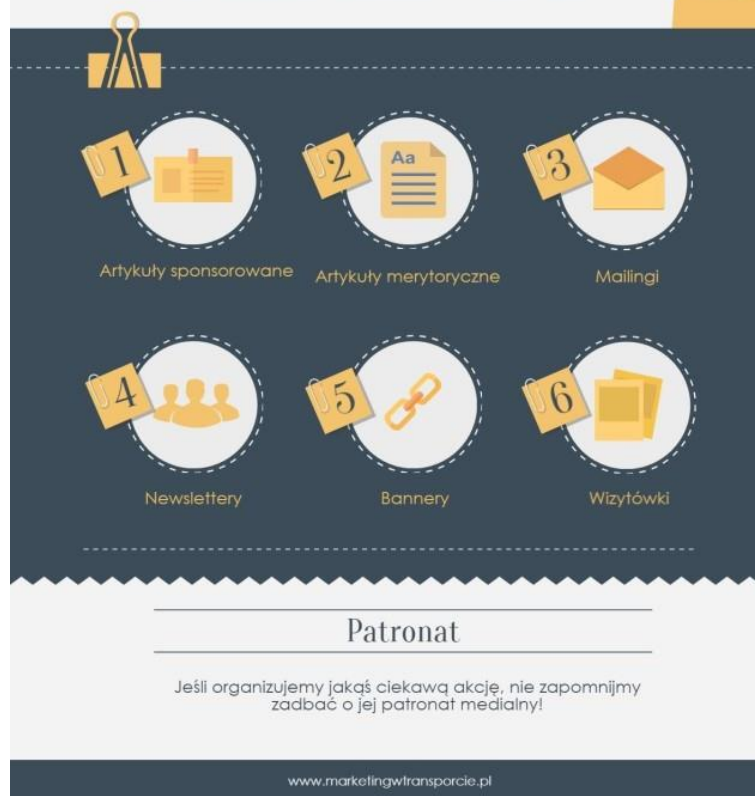 1
Artykuły sponsorowane
2
Aa
Artykuły merytoryczne
3
Mailingi
4
Newslettery
5
Bannery
6
Wizytówki
Patronat
Jeśli organizujemy jakąś ciekawą akcję, nie zapomnijmy
zadbać o jej patronat medialny!
www.marketingwtransporcie.pl